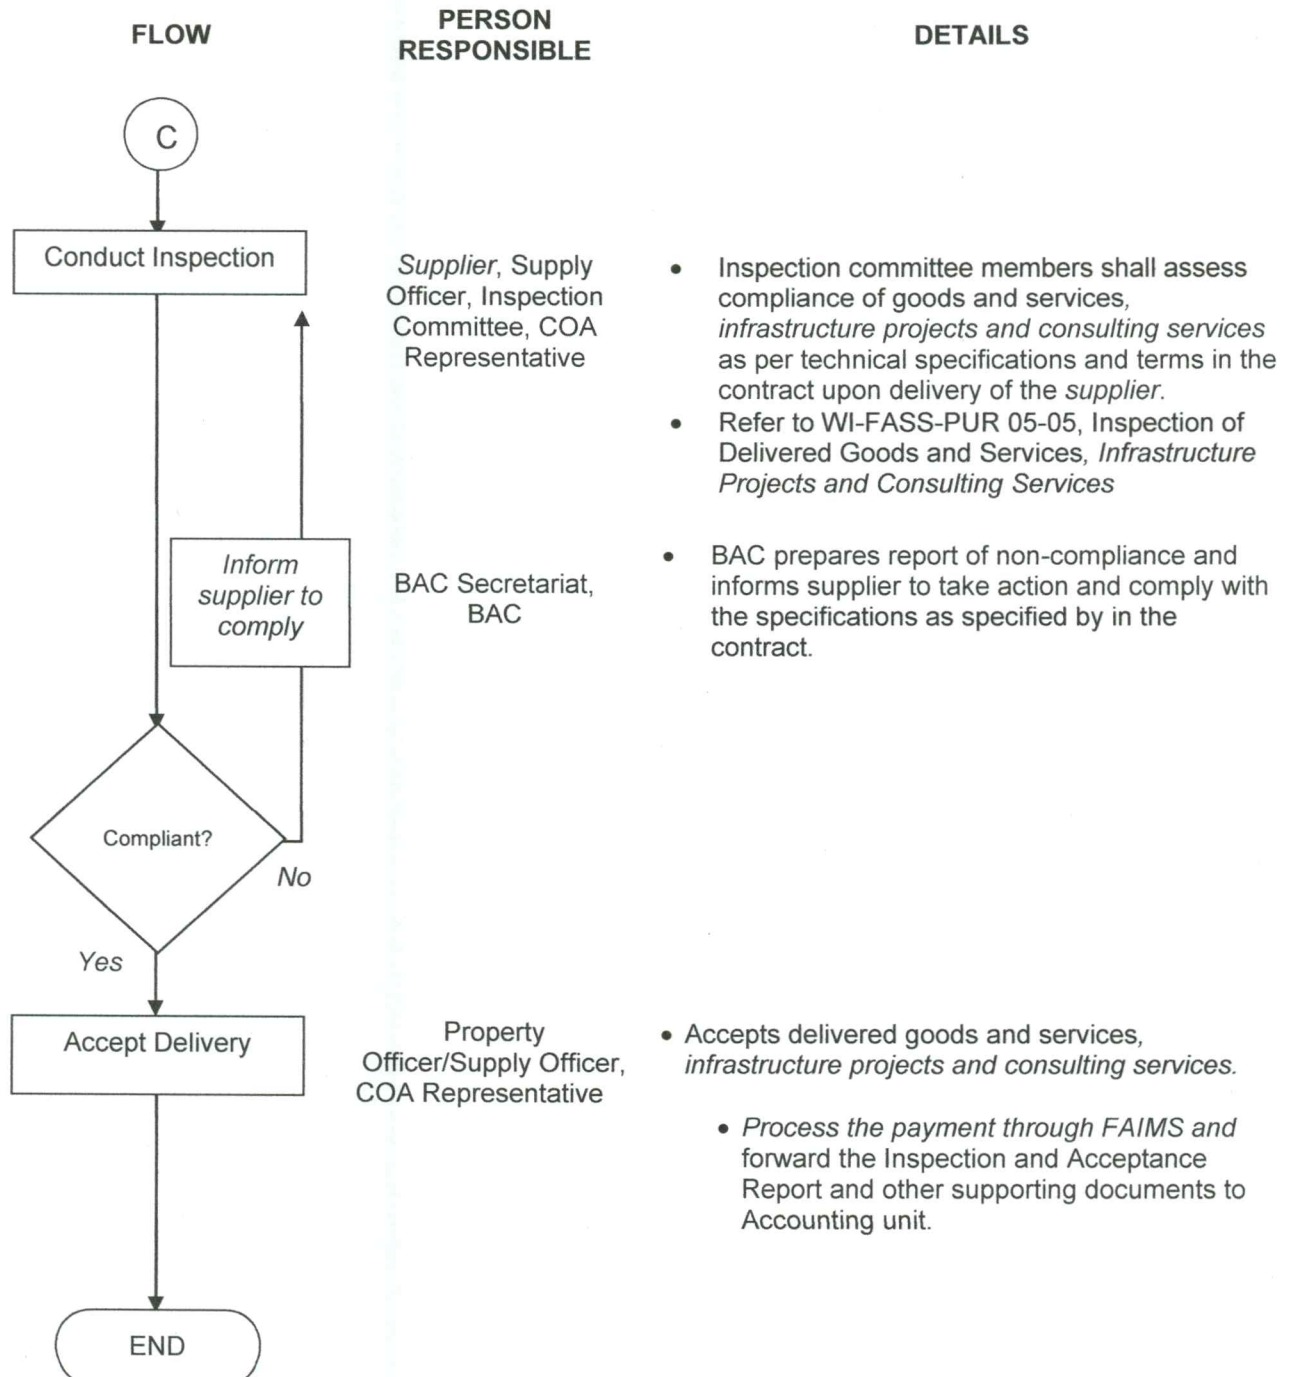 FLOW
PERSON
RESPONSIBLE
DETAILS
C
Conduct Inspection
Supplier, Supply
Officer, Inspection
Committee, COA
Representative
• Inspection committee members shall assess
compliance of goods and services,
infrastructure projects and consulting services
as per technical specifications and terms in the
contract upon delivery of the supplier.
• Refer to WI-FASS-PUR 05-05, Inspection of
Delivered Goods and Services, Infrastructure
Projects and Consulting Services
Inform
supplier to
comply
BAC Secretariat,
BAC
• BAC prepares report of non-compliance and
informs supplier to take action and comply with
the specifications as specified by in the
contract.
Compliant?
No
Yes
Accept Delivery
Property
Officer/Supply Officer,
COA Representative
• Accepts delivered goods and services,
infrastructure projects and consulting services.
• Process the payment through FAIMS and
forward the Inspection and Acceptance
Report and other supporting documents to
Accounting unit.
END